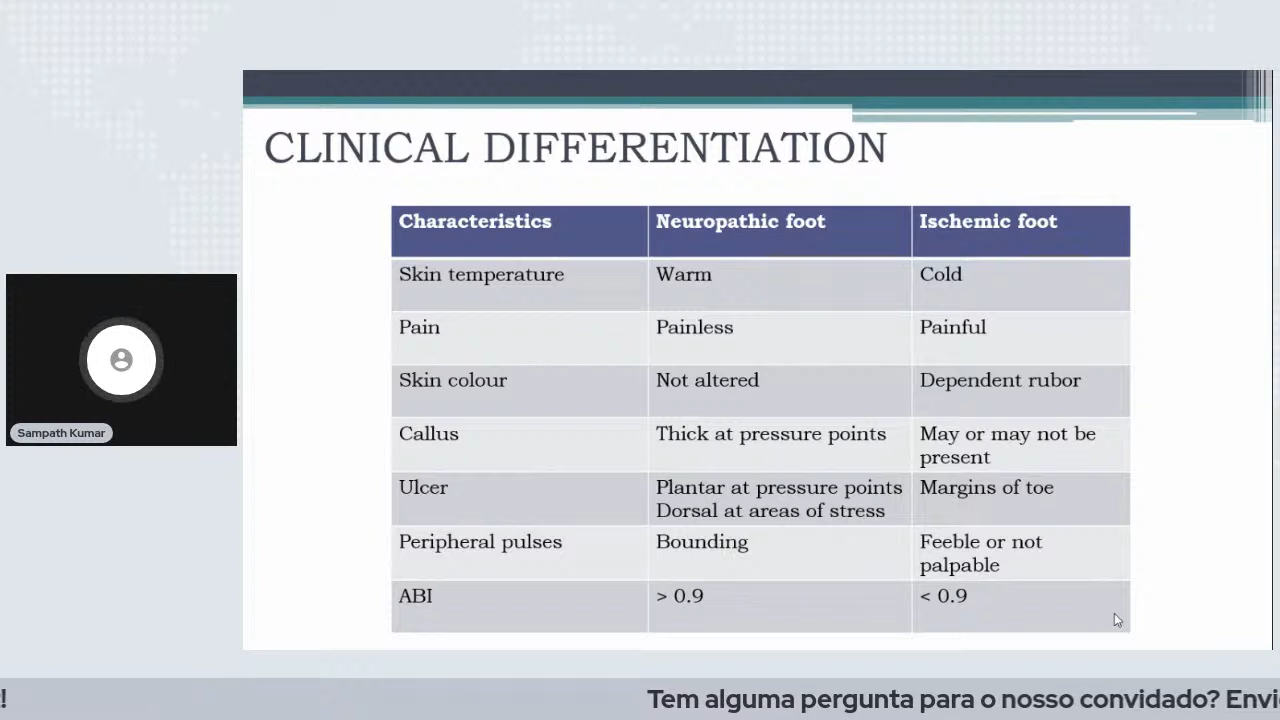 CLINICAL DIFFERENTIATION
Characteristics Neuropathic foot Ischemic foot
Skin temperature Warm Cold
Pain Painless Painful
Skin colour Not altered Dependent rubor
Callus Thick at pressure points May or may not be
present
Ulcer Plantar at pressure points Margins of toe
Dorsal at areas of stress
Peripheral pulses Bounding Feeble or not
palpable
ABI > 0.9 < 0.9
Sampath Kumar
! Tem alguma pergunta para o nosso convidado? Envi